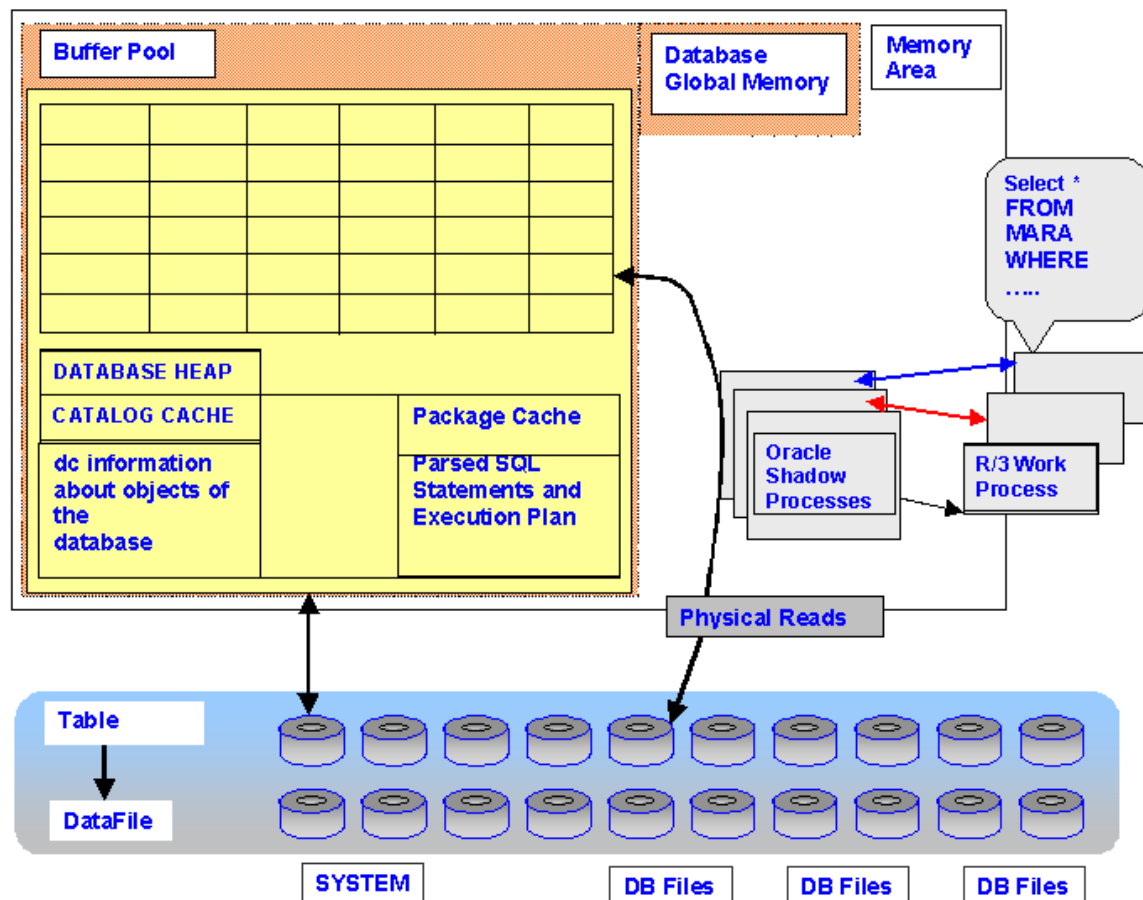 Buffer Pool
Database
Global Memory
Memory
Area
Select *
FROM
MARA
WHERE
.....
DATABASE HEAP
CATALOG CACHE
dc information
about objects of
the
database
Package Cache
Parsed SQL
Statements and
Execution Plan
Oracle
Shadow
Processes
R/3 Work
Process
Physical Reads
Table
DataFile
SYSTEM
DB Files
DB Files
DB Files